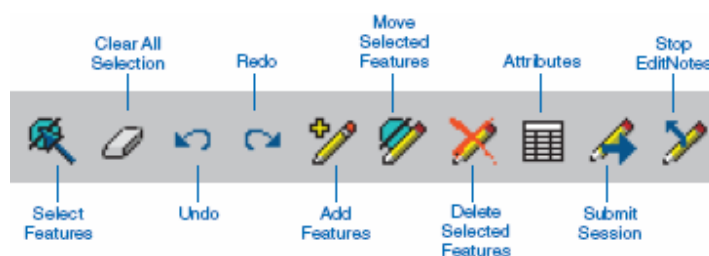 Clear All
Selection
Redo
Move
Selected
Features
Attributes
Stop
EditNotes
Select
Features
Undo
Add
Features
Delete
Selected
Features
Submit
Session